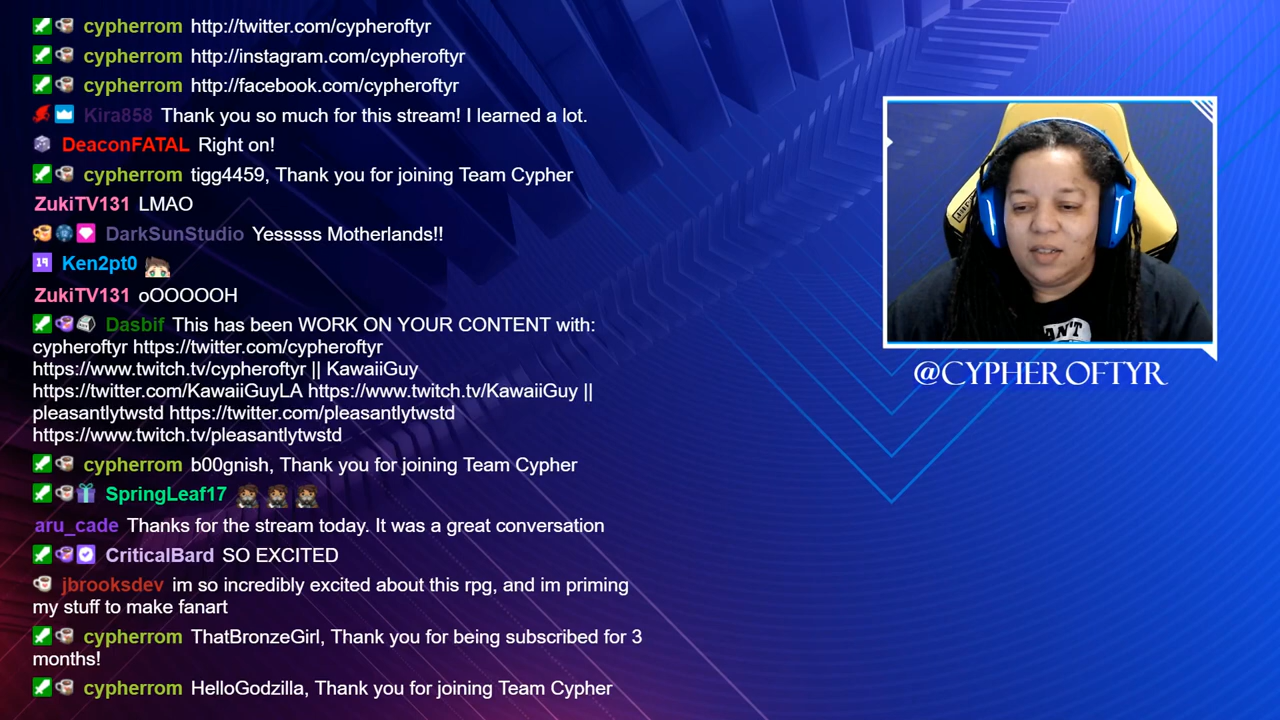 cypherrom http://twitter.com/cypheroftyr
cypherrom http://instagram.com/cypheroftyr
cypherrom http://facebook.com/cypheroftyr
Kira858 Thank you so much for this stream! I learned a lot.
DeaconFATAL Right on!
cypherrom tigg4459, Thank you for joining Team Cypher
ZukiTV131 LMAO
DarkSunStudio Yesssss Motherlands!!
19 Ken2pt0
ZukiTV131 oOOOOOH
Dasbif This has been WORK ON YOUR CONTENT with:
cypheroftyr https://twitter.com/cypheroftyr
https://www.twitch.tv/cypheroftyr || KawaiiGuy
https://twitter.com/KawaiiGuyLA https://www.twitch.tv/KawaiiGuy ||
pleasantlytwstd https://twitter.com/pleasantlytwstd
https://www.twitch.tv/pleasantlytwstd
cypherrom b00gnish, Thank you for joining Team Cypher
SpringLeaf17
aru_cade Thanks for the stream today. It was a great conversation
CriticalBard SO EXCITED
jbrooksdev im so incredibly excited about this rpg, and im priming
my stuff to make fanart
cypherrom ThatBronzeGirl, Thank you for being subscribed for 3
months!
cypherrom HelloGodzilla, Thank you for joining Team Cypher
@CYPHEROFTYR